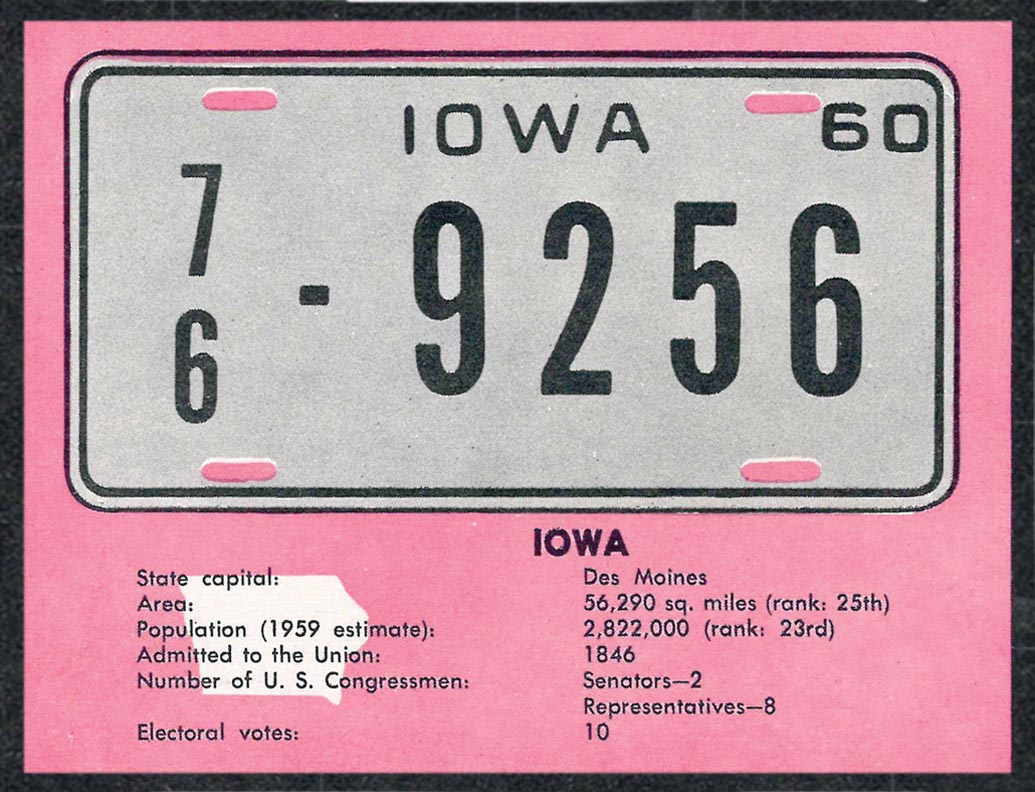 IOWA 60
76 - 9256
IOWA
State capital: Des Moines
Area: 56,290 sq. miles (rank: 25th)
Population (1959 estimate): 2,822,000 (rank: 23rd)
Admitted to the Union: 1846
Number of U. S. Congressmen: Senators—2
Representatives—8
Electoral votes: 10